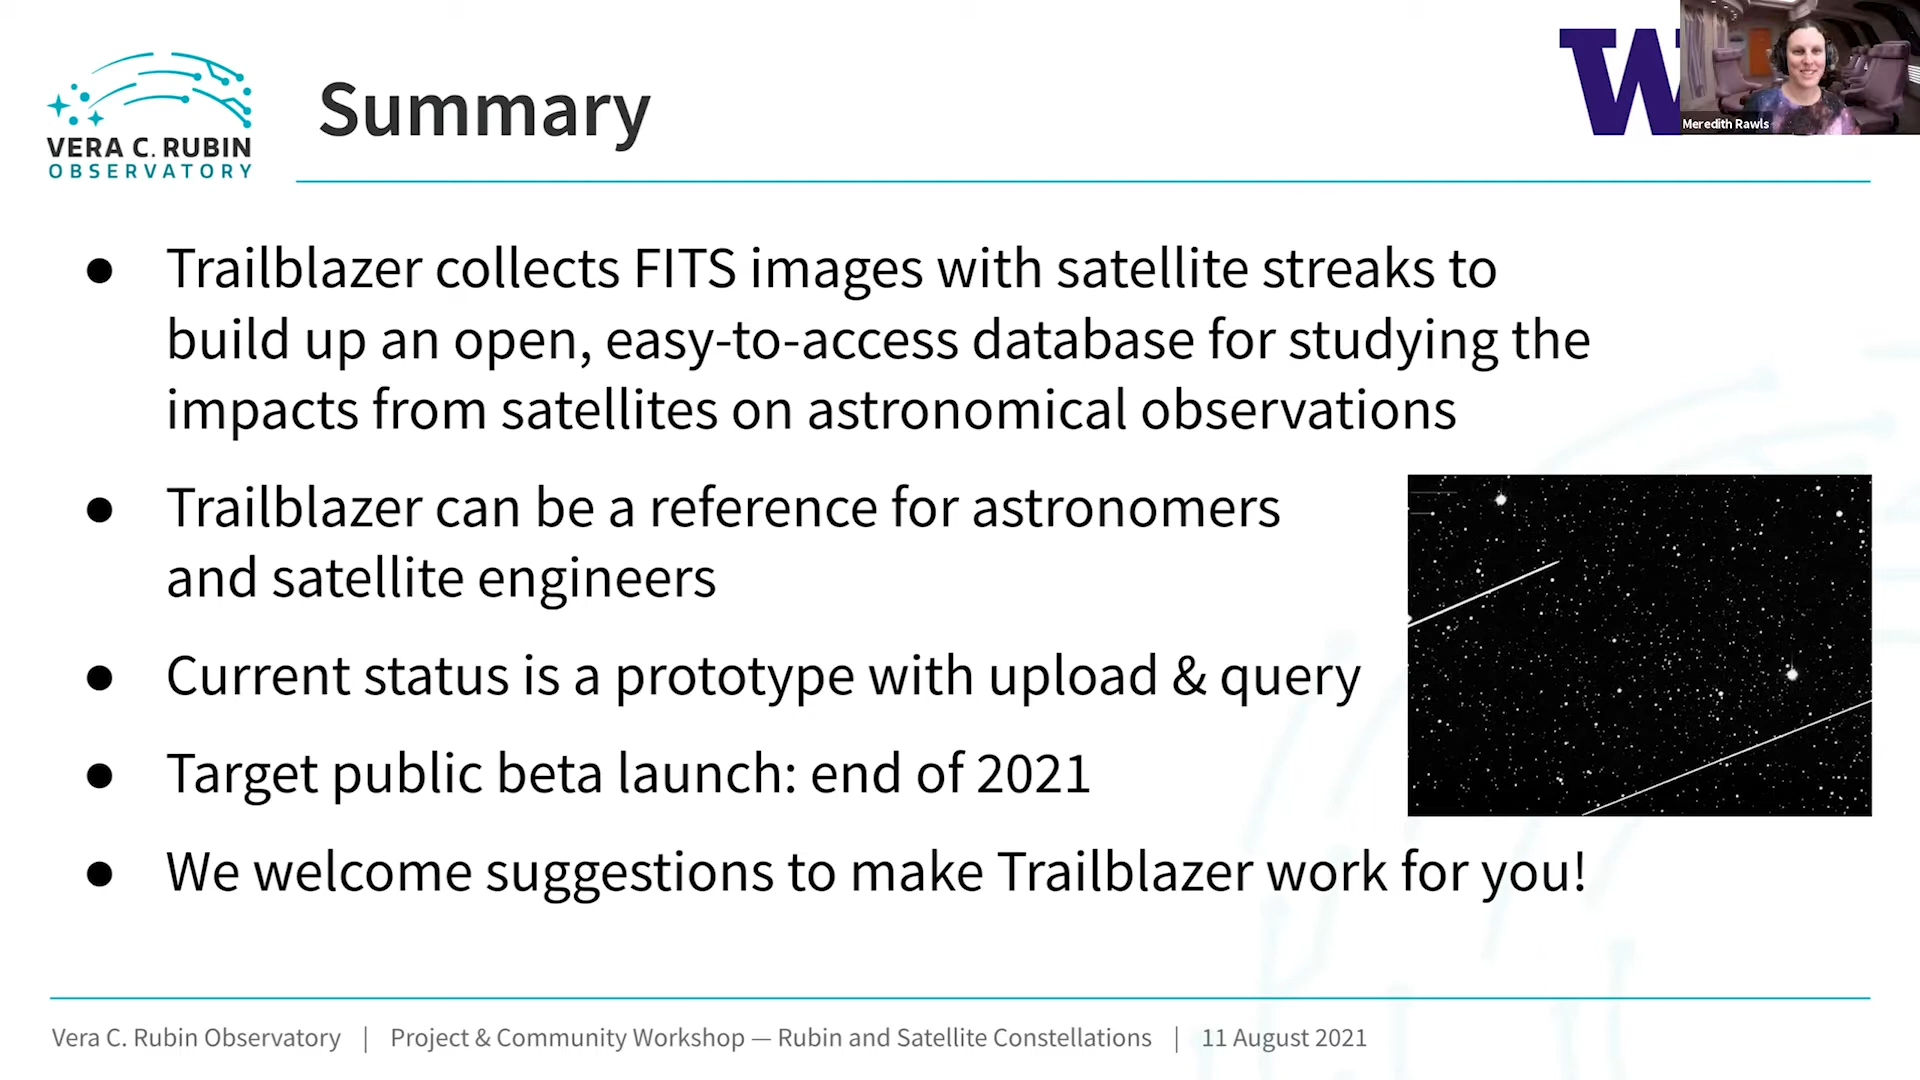 VERA C. RUBIN
OBSERVATORY
Summary
W
Meredith Rawls
● Trailblazer collects FITS images with satellite streaks to
build up an open, easy-to-access database for studying the
impacts from satellites on astronomical observations
● Trailblazer can be a reference for astronomers
and satellite engineers
● Current status is a prototype with upload & query
● Target public beta launch: end of 2021
● We welcome suggestions to make Trailblazer work for you!
Vera C. Rubin Observatory | Project & Community Workshop — Rubin and Satellite Constellations | 11 August 2021